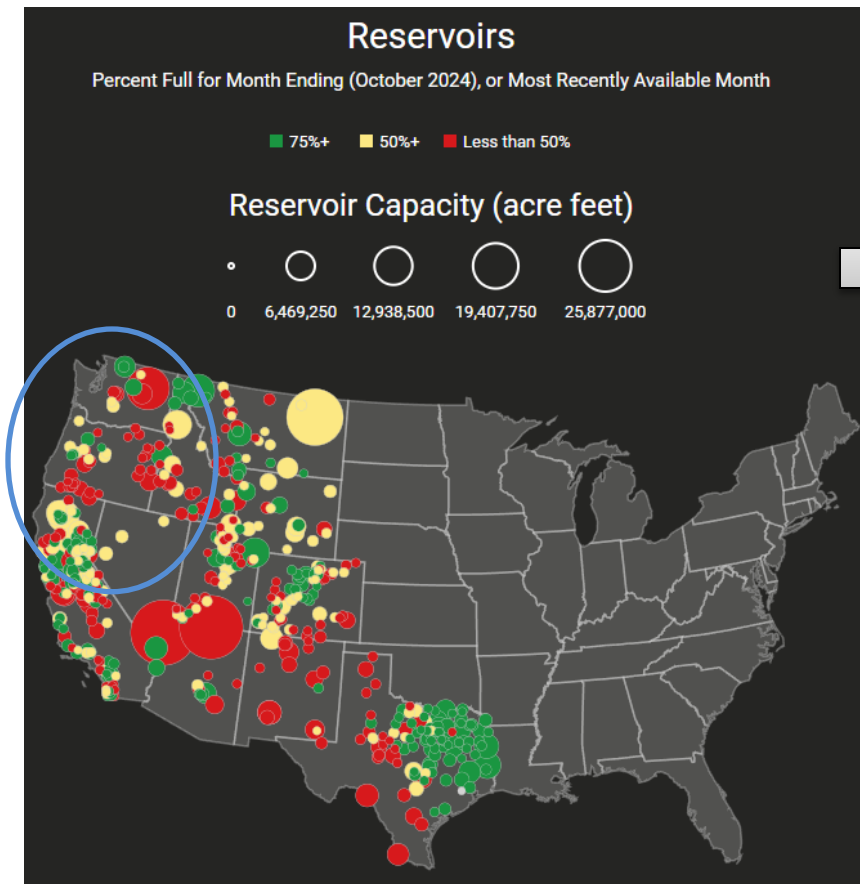 Reservoirs
Percent Full for Month Ending (October 2024), or Most Recently Available Month
75%+ 50%+ Less than 50%
Reservoir Capacity (acre feet)
0 6,469,250 12,938,500 19,407,750 25,877,000